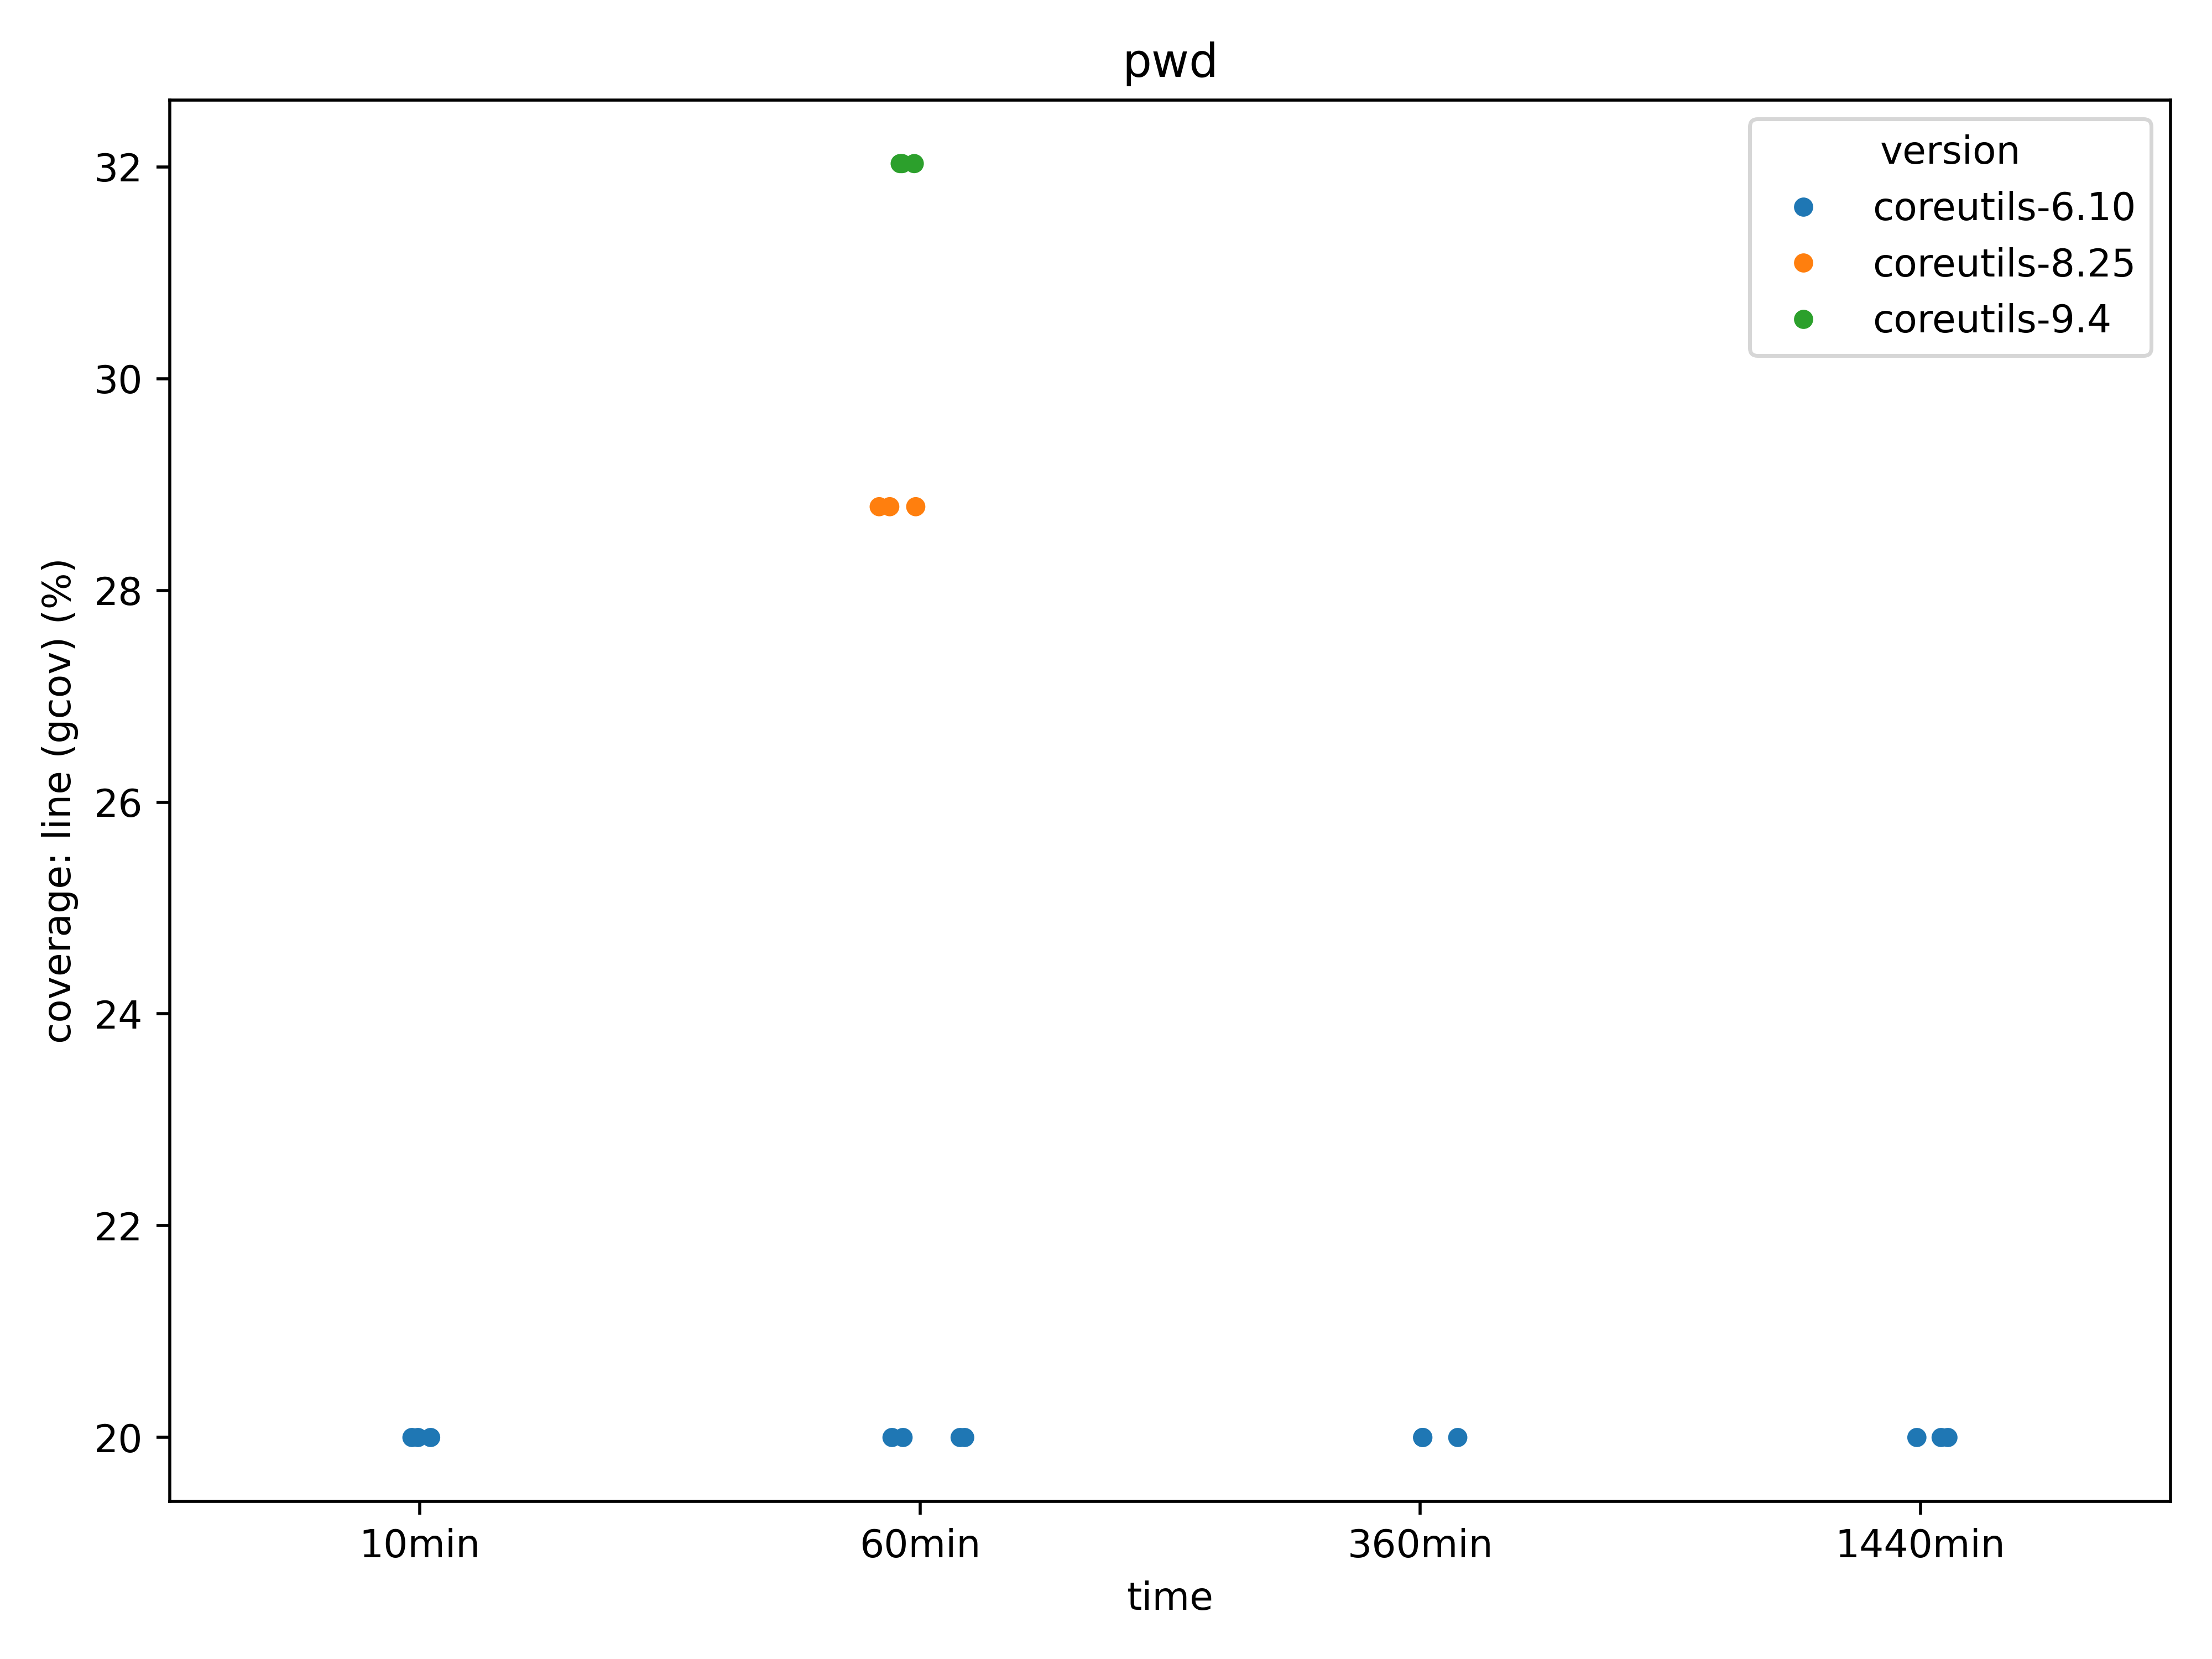 pwd
version
coreutils-6.10
coreutils-8.25
coreutils-9.4
coverage: line (gcov) (%)
32
30
28
26
24
22
20
10min
60min
360min
1440min
time